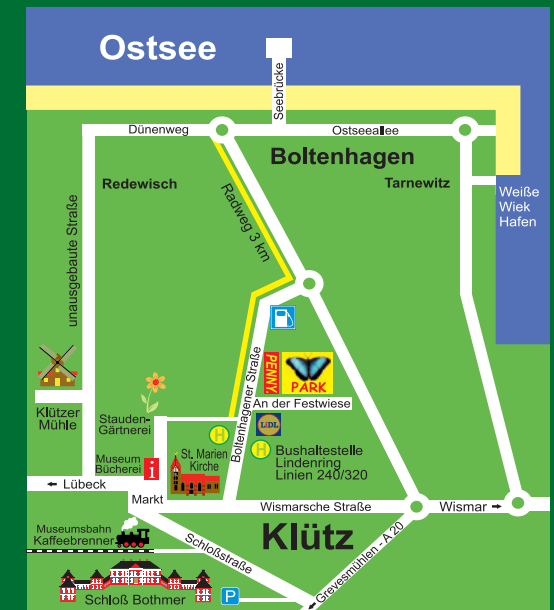 Ostsee
Seebrücke
Dünenweg
Ostseeallee
Boltenhagen
Redewisch
Tarnewitz
Weiße
Wiek
Hafen
unausgebaute Straße
Radweg 3 km
Boltenhagener Straße
PENNY
PARK
An der Festwiese
Klützer
Mühle
Stauden-
Gärtnerei
LiDL
H
H
Bushaltestelle
Lindenring
Linien 240/320
Museum
Bücherei
i
St. Marien
Kirche
← Lübeck
Markt
Wismarsche Straße
Wismar →
Klütz
Museumsbahn
Kaffeebrenner
Schloßstraße
Grevesmühlen - A 20
Schloß Bothmer
P